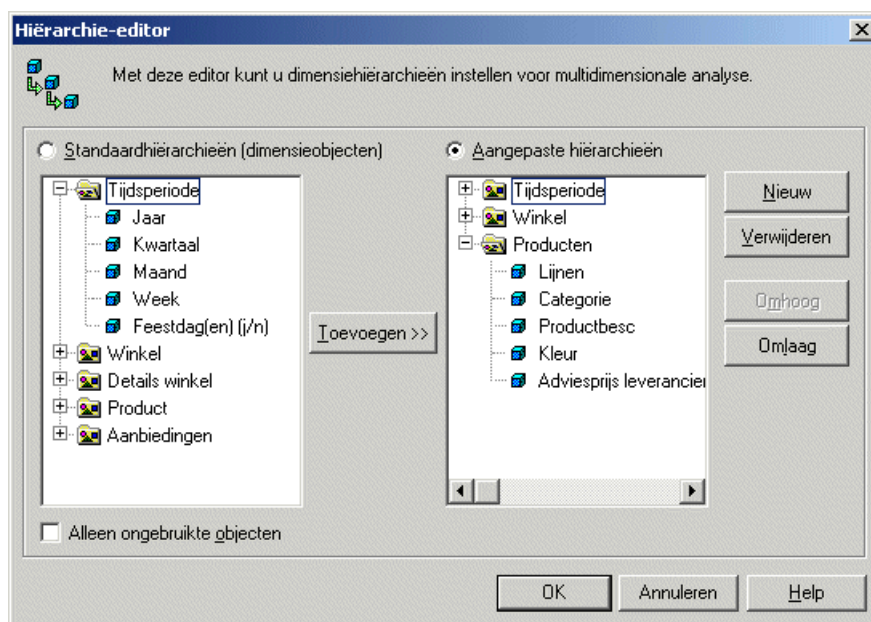 Hiërarchie-editor
Met deze editor kunt u dimensiehiërarchieën instellen voor multidimensionale analyse.
Standaardhiërarchieën (dimensieobjecten)
Tijdsperiode
Jaar
Kwartaal
Maand
Week
Feestdag(en) (j/n)
Winkel
Details winkel
Product
Aanbiedingen
Alleen ongebruikte objecten
Toevoegen >>
Aangepaste hiërarchieën
Tijdsperiode
Winkel
Producten
Lijnen
Categorie
Productbesc
Kleur
Adviesprijs leverancier
Nieuw
Verwijderen
Omhoog
Omlaag
OK
Annuleren
Help